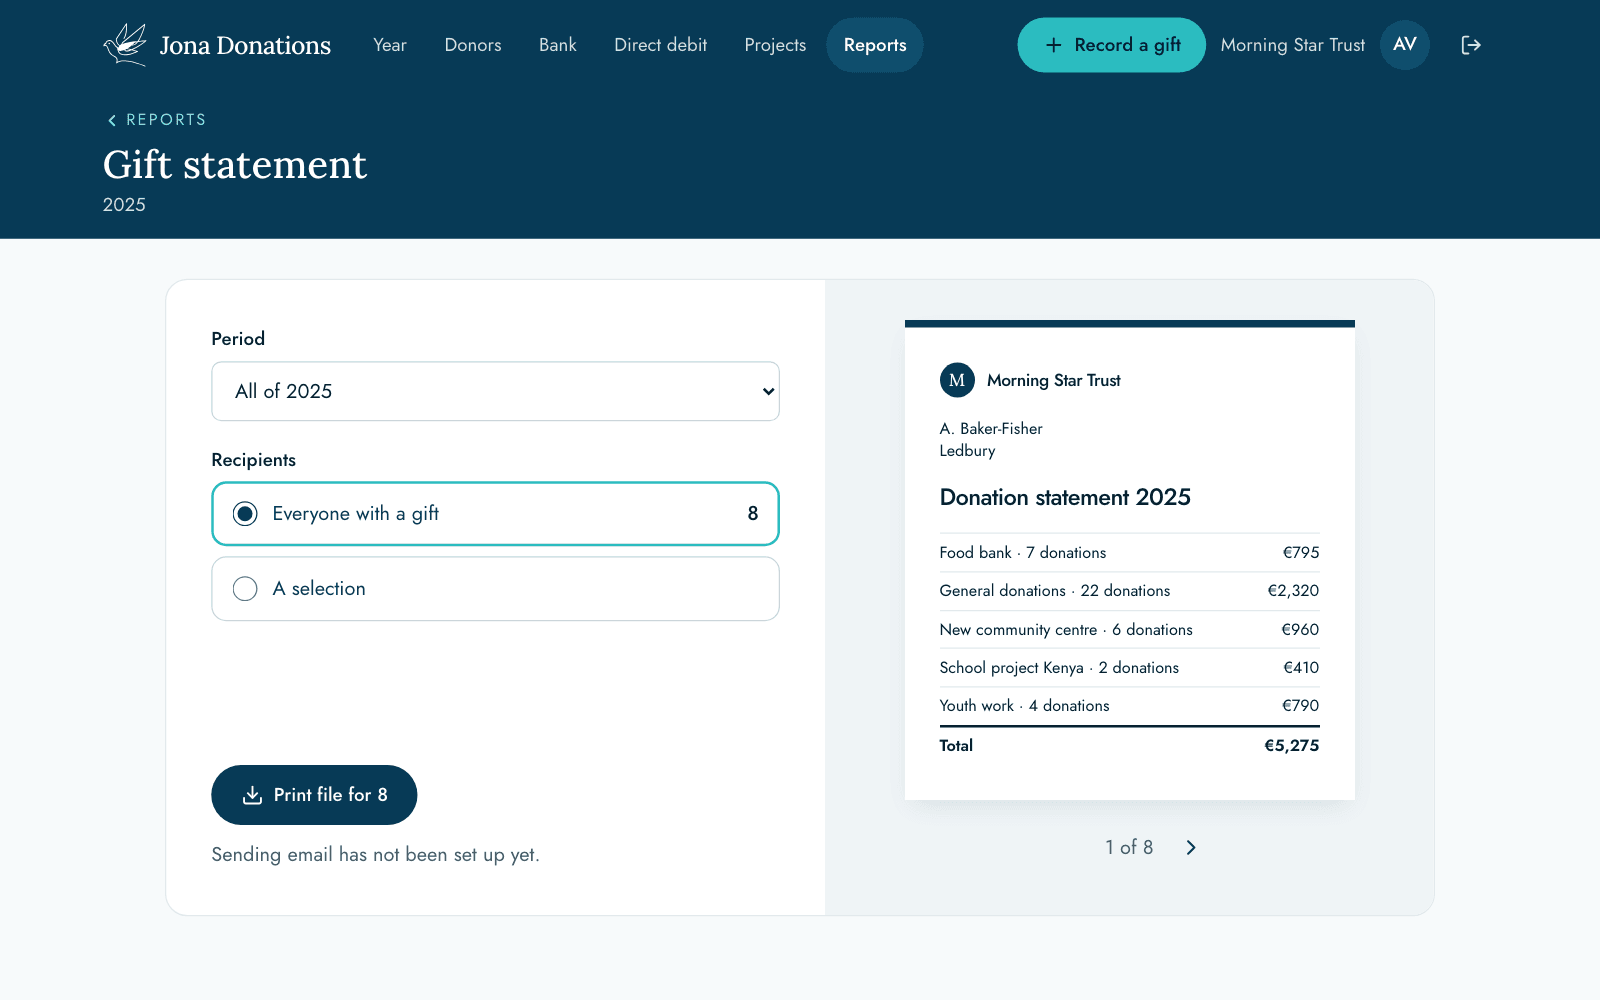 Jona Donations
Year
Donors
Bank
Direct debit
Projects
Reports
Record a gift
Morning Star Trust
AV
REPORTS
Gift statement
2025
Period
All of 2025
Recipients
Everyone with a gift 8
A selection
Print file for 8
Sending email has not been set up yet.
M Morning Star Trust
A. Baker-Fisher
Ledbury
Donation statement 2025
Food bank · 7 donations €795
General donations · 22 donations €2,320
New community centre · 6 donations €960
School project Kenya · 2 donations €410
Youth work · 4 donations €790
Total €5,275
1 of 8